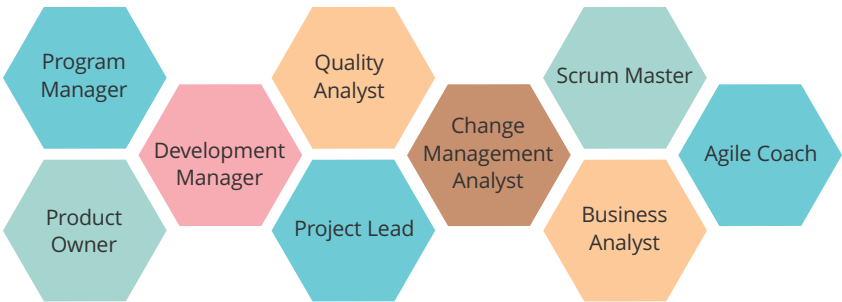 Program
Manager
Product
Owner
Development
Manager
Quality
Analyst
Project Lead
Change
Management
Analyst
Scrum Master
Business
Analyst
Agile Coach